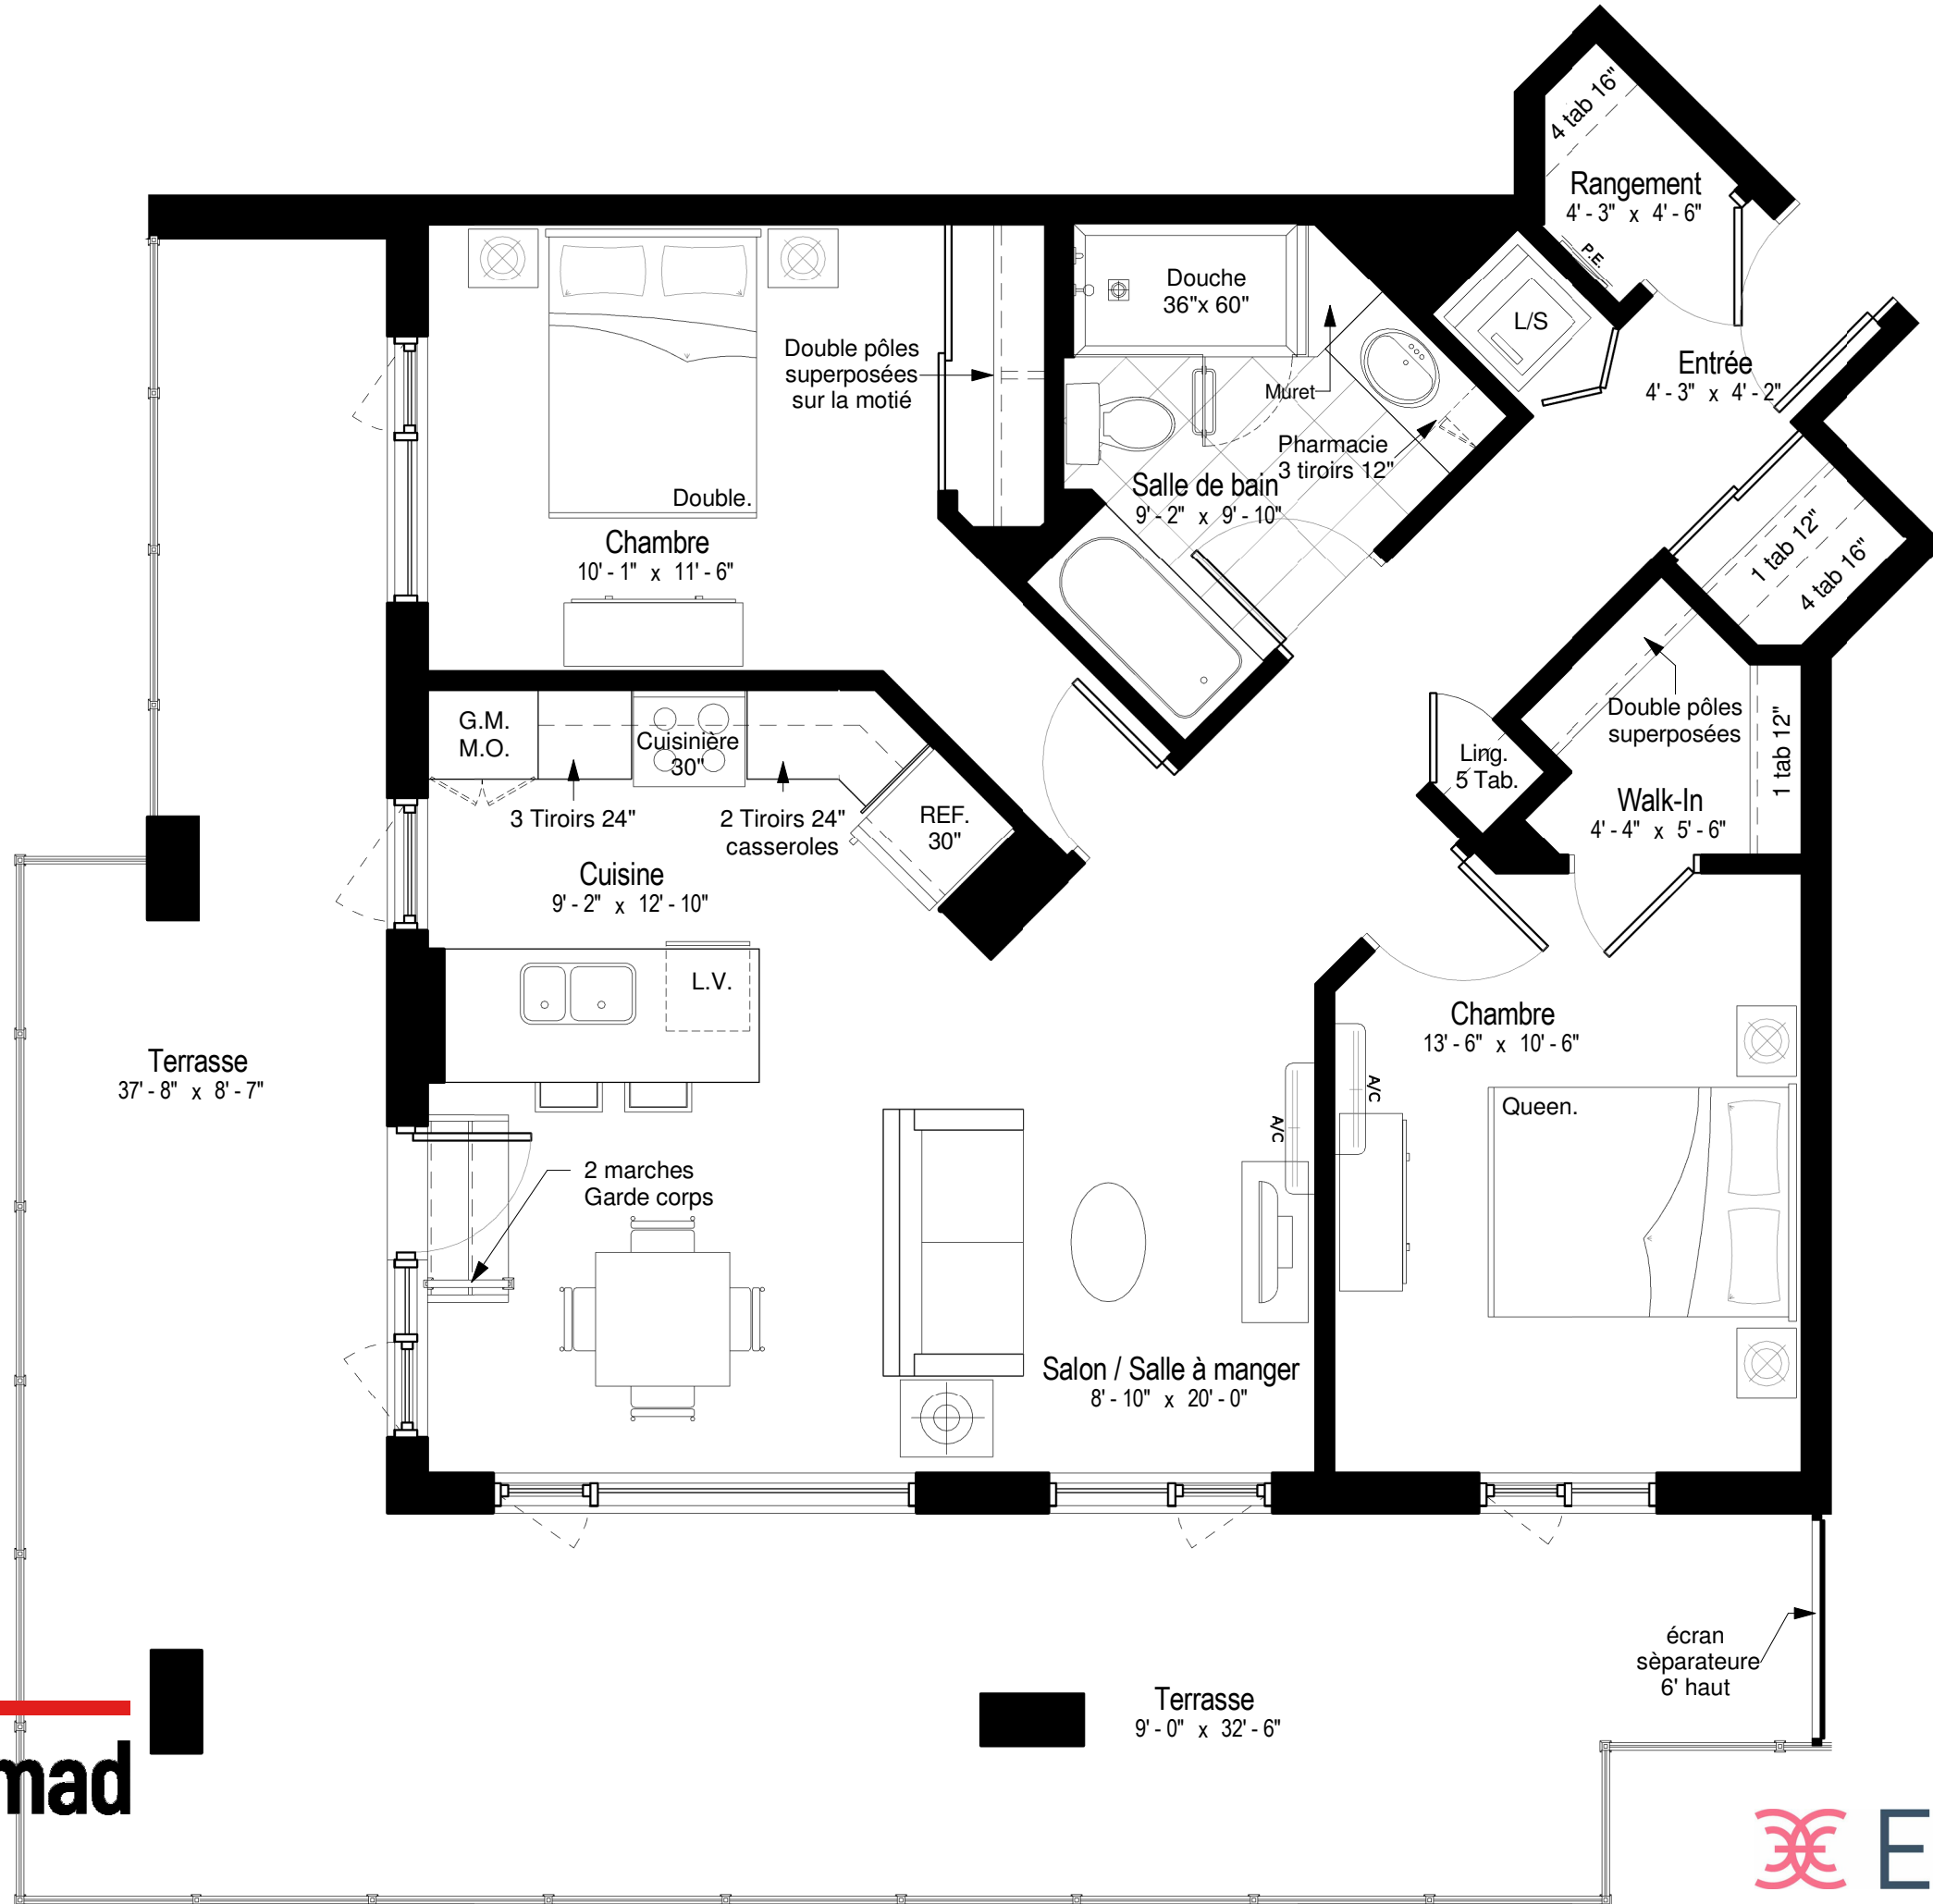 4 tab 16"
Rangement
4' - 3" x 4' - 6"
P.E.
Douche
36"x 60"
L/S
Double pôles
superposées
sur la motié
Muret
Entrée
4' - 3" x 4' - 2"
Pharmacie
3 tiroirs 12"
Salle de bain
9' - 2" x 9' - 10"
Double.
Chambre
10' - 1" x 11' - 6"
1 tab 12"
4 tab 16"
Double pôles
superposées
1 tab 12"
G.M.
M.O.
Cuisinière
30"
Ling.
5 Tab.
3 Tiroirs 24"
2 Tiroirs 24"
casseroles
REF.
30"
Walk-In
4' - 4" x 5' - 6"
Cuisine
9' - 2" x 12' - 10"
L.V.
Chambre
13' - 6" x 10' - 6"
Terrasse
37' - 8" x 8' - 7"
A/C
A/C
Queen.
2 marches
Garde corps
Salon / Salle à manger
8' - 10" x 20' - 0"
écran
sèparateure
6' haut
Terrasse
9' - 0" x 32' - 6"
mad
E